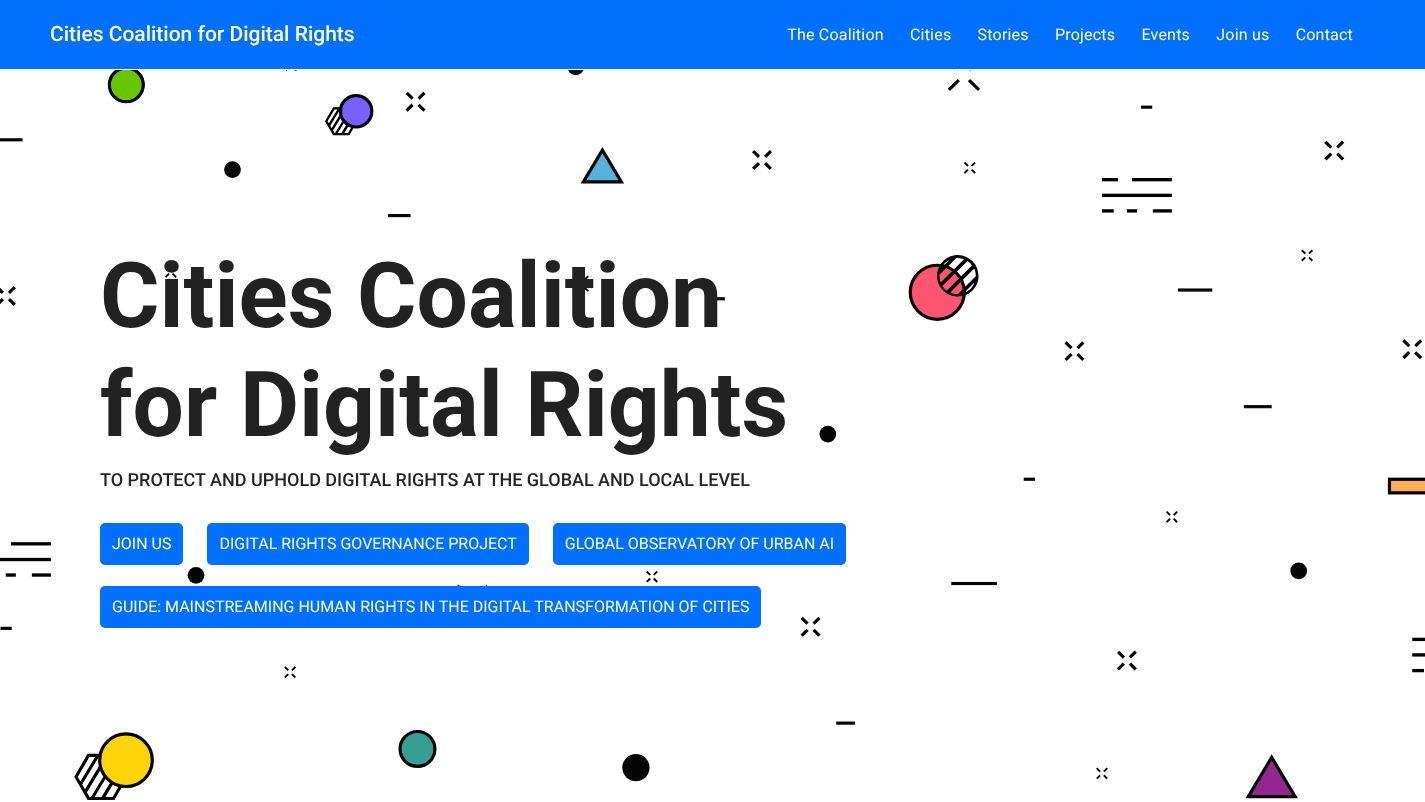 Cities Coalition for Digital Rights
The Coalition Cities Stories Projects Events Join us Contact
Cities Coalition
for Digital Rights
TO PROTECT AND UPHOLD DIGITAL RIGHTS AT THE GLOBAL AND LOCAL LEVEL
JOIN US
DIGITAL RIGHTS GOVERNANCE PROJECT
GLOBAL OBSERVATORY OF URBAN AI
GUIDE: MAINSTREAMING HUMAN RIGHTS IN THE DIGITAL TRANSFORMATION OF CITIES